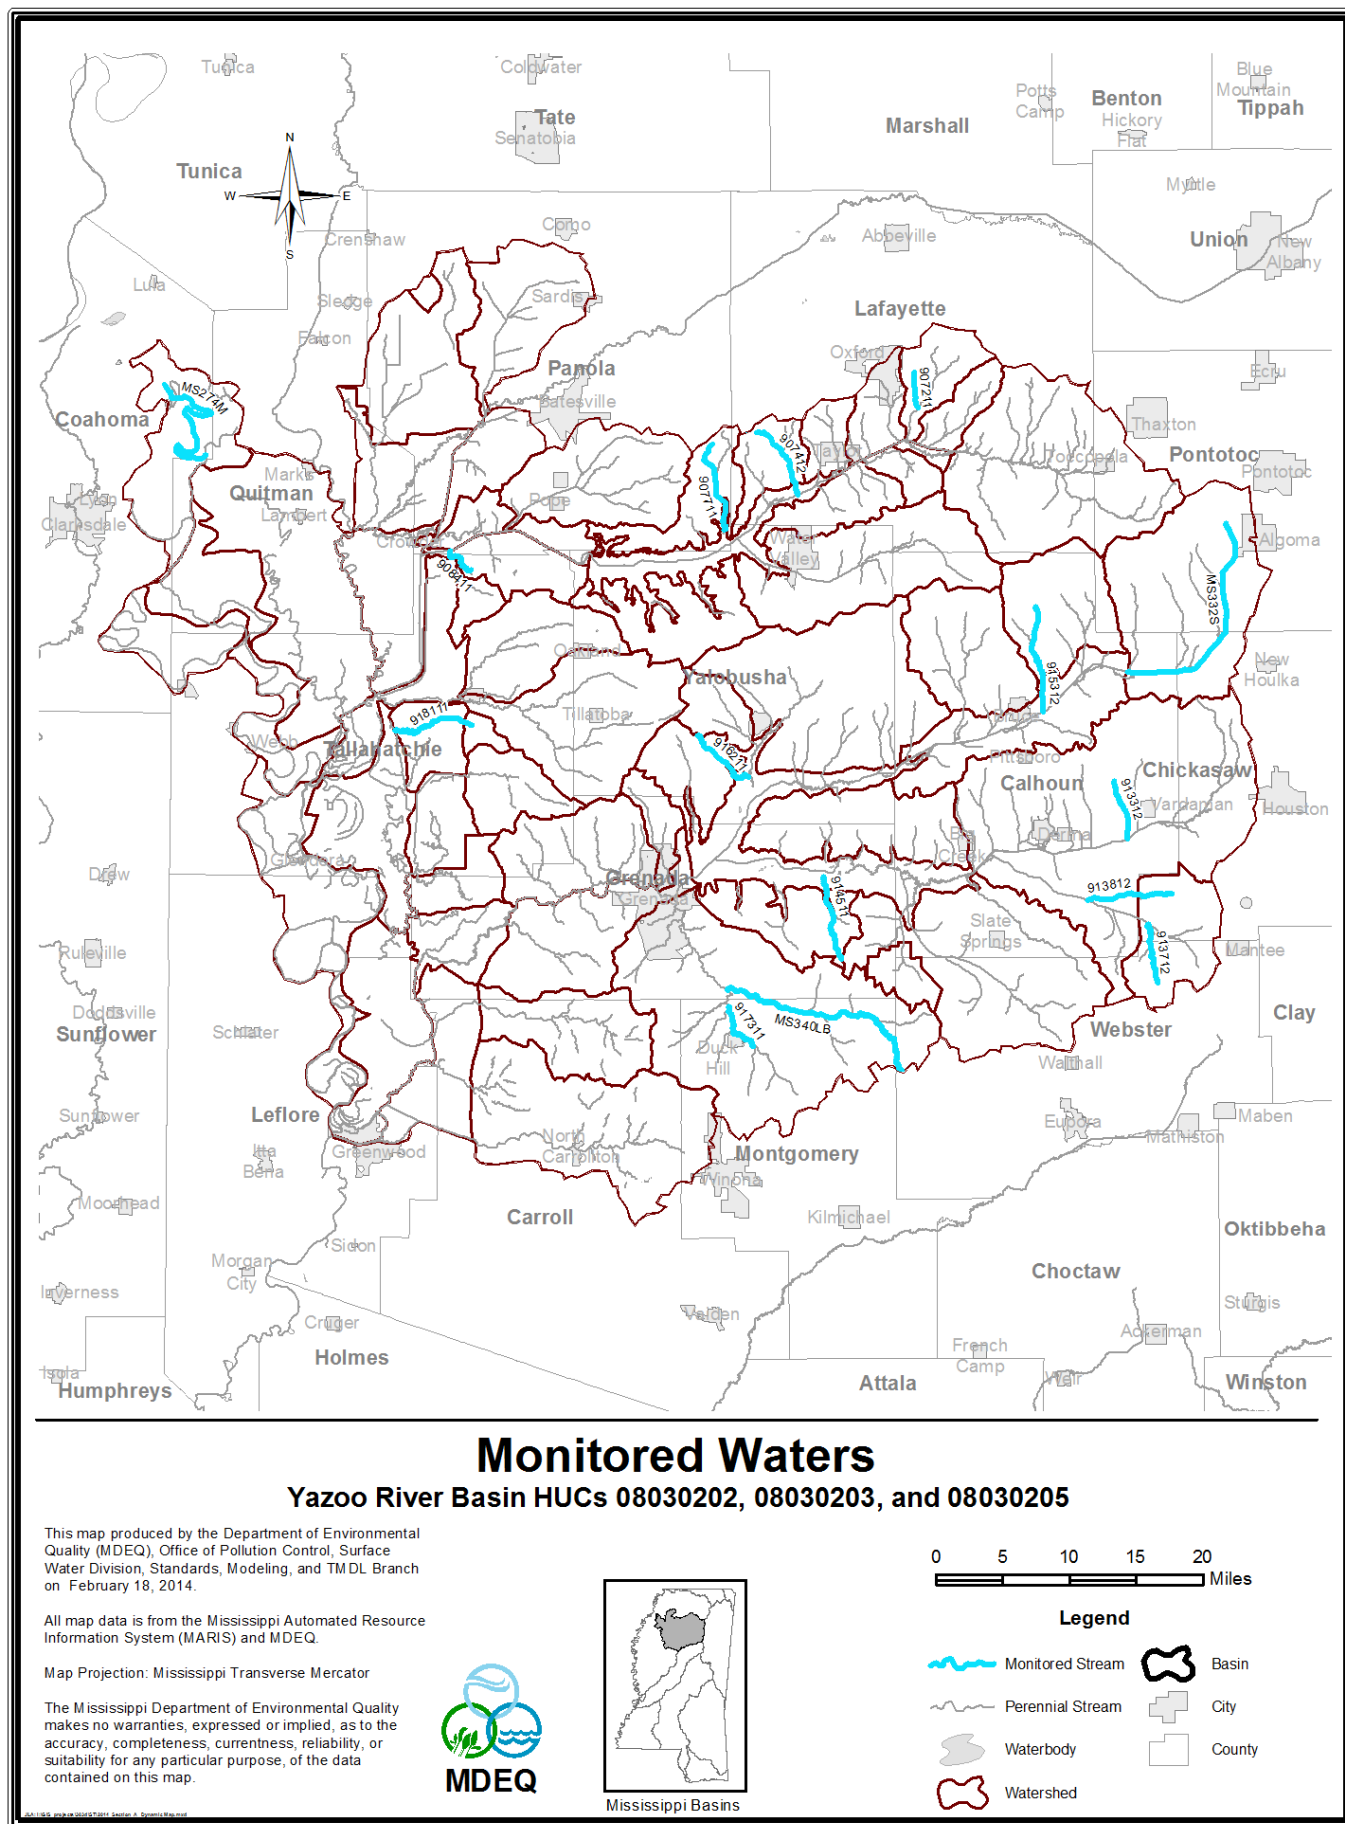 Tunica
Coldwater
Blue
Mountain
Potts
Camp
Benton
Tippah
Hickory
Flat
Tate
Senatobia
Marshall
Tunica
N
W
E
S
Myrtle
Crenshaw
Como
Abbeville
Union
New
Albany
Lula
Sledge
Sardis
Lafayette
Falcon
Oxford
Panola
Ecru
MS274M
907211
Batesville
Coahoma
Thaxton
907412
Taylor
Pontotoc
Toccopola
Pontotoc
Marks
Quitman
Lambert
Lyon
Clarksdale
Pope
907711
Crowder
Water
Valley
Algoma
908411
MS332S
Oakland
Yalobusha
New
Houlka
915312
918111
Tillatoba
Bruce
Webb
Tallahatchie
916211
Pittsboro
Calhoun
Chickasaw
913312
Vardaman
Houston
Derma
Big
Creek
Glendora
Drew
Grenada
Grenada
913812
914511
Slate
Springs
913712
Mantee
Ruleville
Doddsville
Sunflower
Schlater
MS340LB
917311
Duck
Hill
Webster
Clay
Walthall
Sunflower
Leflore
Eupora
Maben
Mathiston
Itta
Bena
Greenwood
North
Carrollton
Montgomery
Winona
Moorhead
Carroll
Kilmichael
Oktibbeha
Sidon
Morgan
City
Choctaw
Inverness
Cruger
Vaiden
Sturgis
Ackerman
Holmes
French
Camp
Isola
Humphreys
Attala
Weir
Winston
Monitored Waters
Yazoo River Basin HUCs 08030202, 08030203, and 08030205
This map produced by the Department of Environmental
Quality (MDEQ), Office of Pollution Control, Surface
Water Division, Standards, Modeling, and TMDL Branch
on February 18, 2014.
All map data is from the Mississippi Automated Resource
Information System (MARIS) and MDEQ.
Map Projection: Mississippi Transverse Mercator
The Mississippi Department of Environmental Quality
makes no warranties, expressed or implied, as to the
accuracy, completeness, currentness, reliability, or
suitability for any particular purpose, of the data
contained on this map.
MDEQ
Mississippi Basins
0 5 10 15 20
Miles
Legend
Monitored Stream
Basin
Perennial Stream
City
Waterbody
County
Watershed